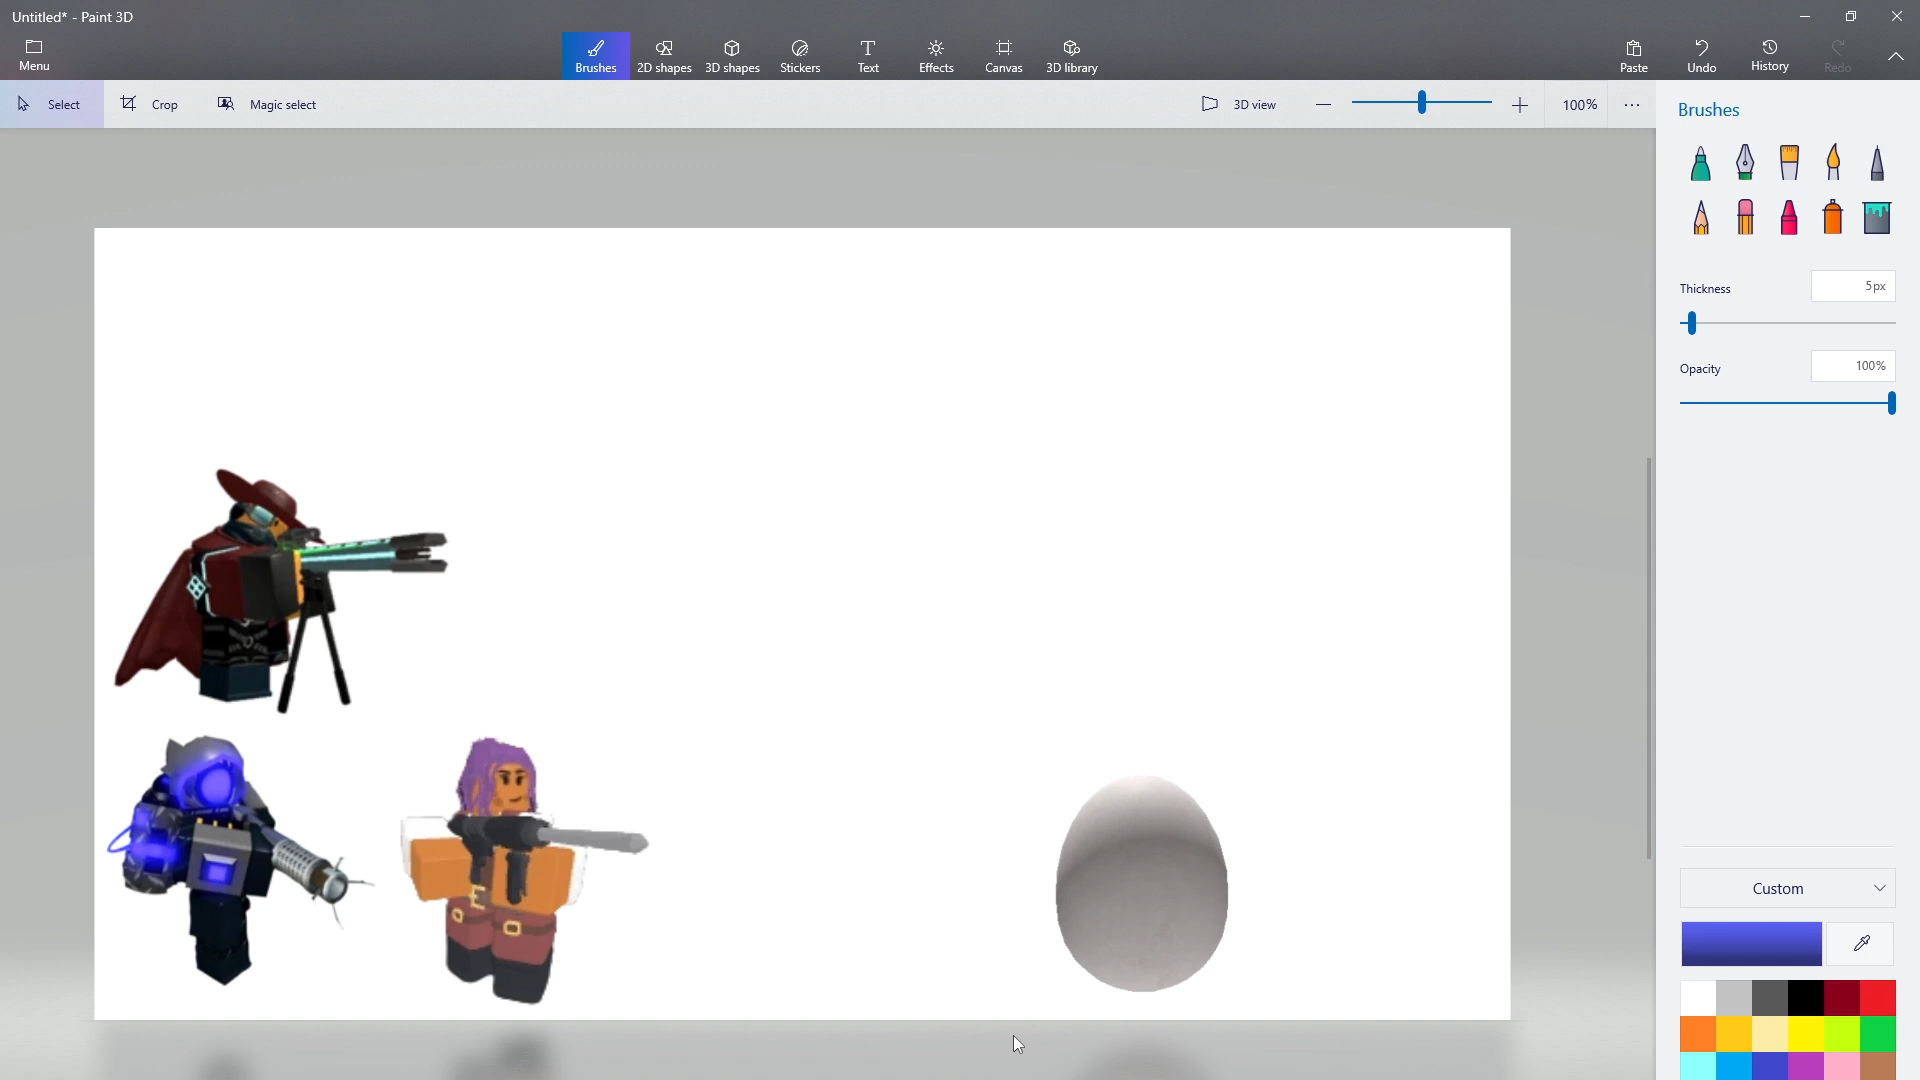 Untitled* - Paint 3D
Menu
Brushes
2D shapes
3D shapes
Stickers
Text
Effects
Canvas
3D library
Paste
Undo
History
Redo
Select
Crop
Magic select
3D view
100%
Brushes
Thickness
5px
Opacity
100%
Custom